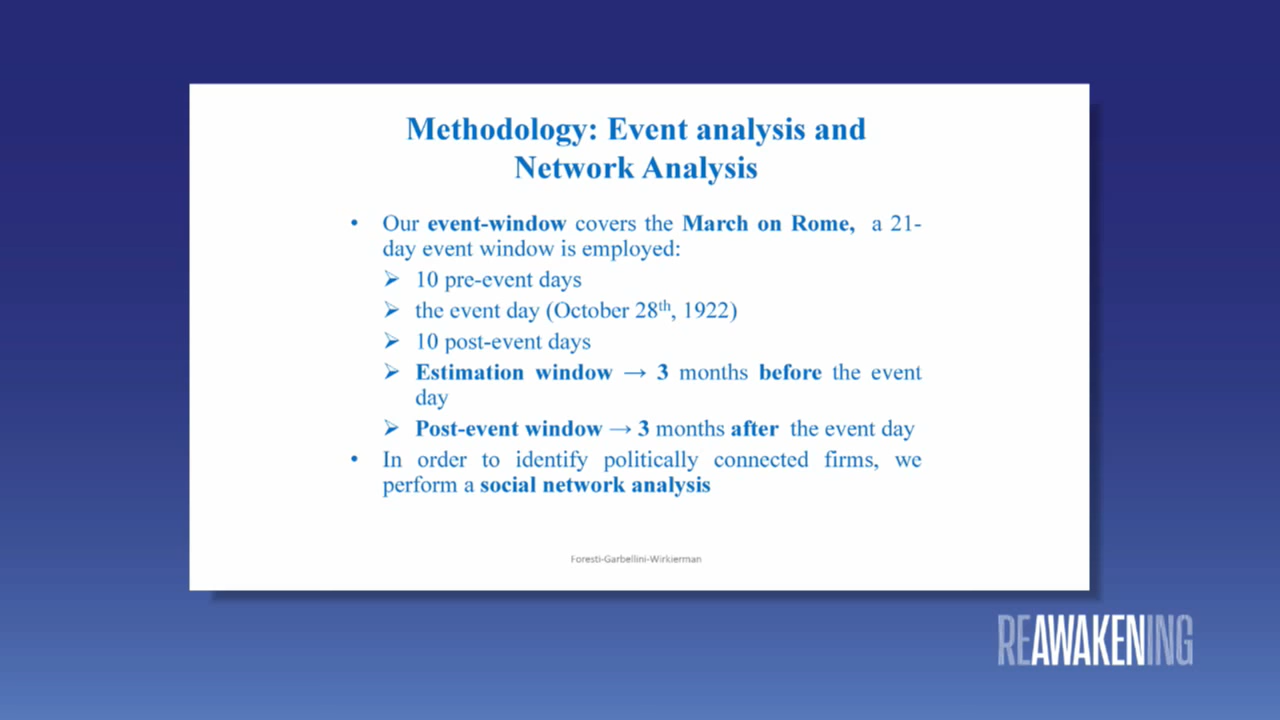 Methodology: Event analysis and
Network Analysis
• Our event-window covers the March on Rome, a 21-
day event window is employed:
➢ 10 pre-event days
➢ the event day (October 28th, 1922)
➢ 10 post-event days
➢ Estimation window → 3 months before the event
day
➢ Post-event window → 3 months after the event day
• In order to identify politically connected firms, we
perform a social network analysis
Foresti-Garbellini-Wirkierman
REAWAKENING